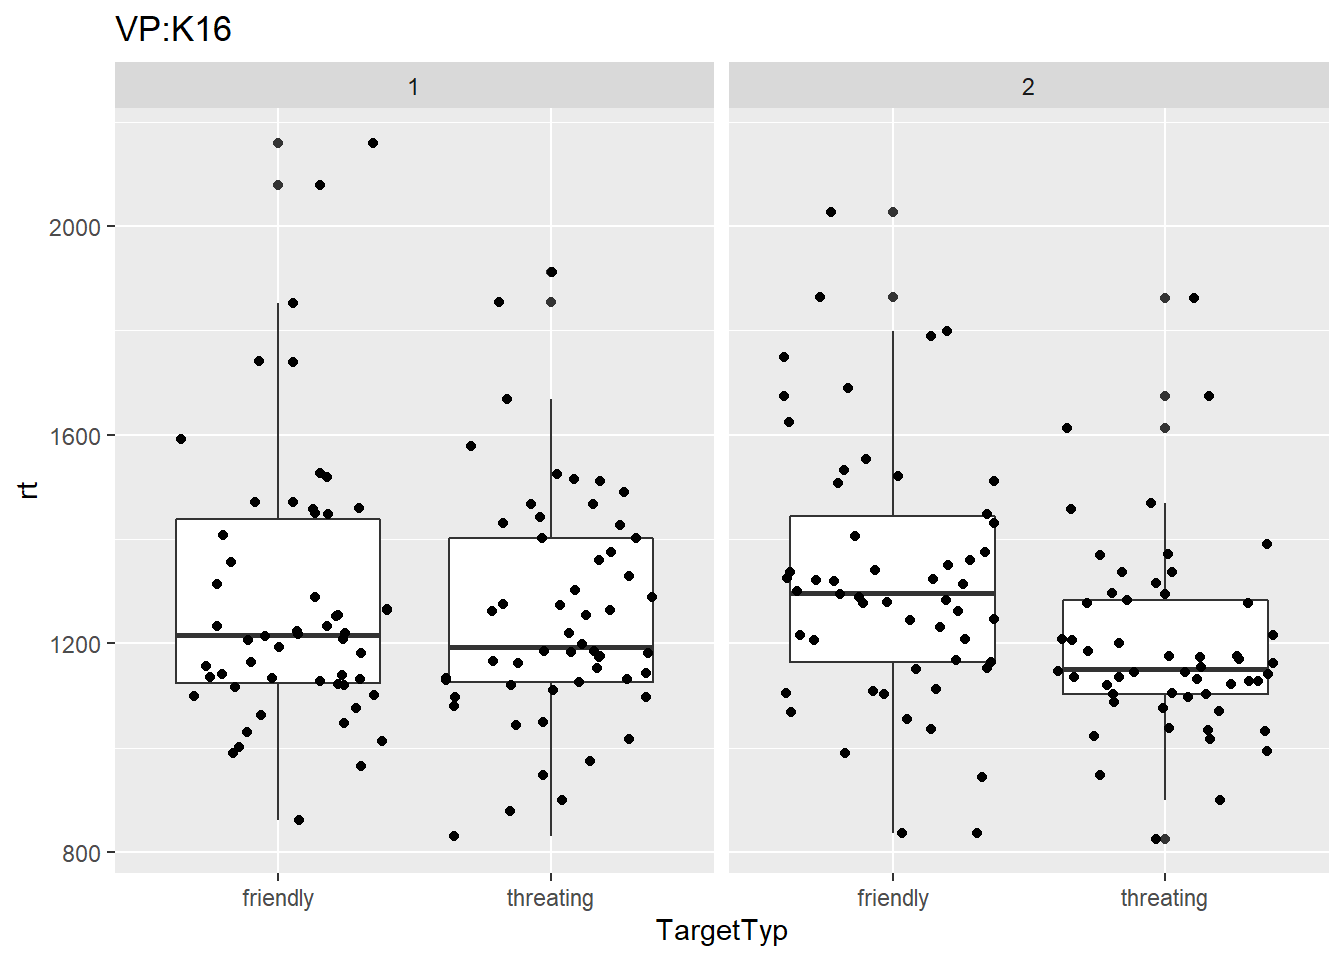 VP:K16
1 2
2000
1600
1200
800
rt
friendly threating friendly threating
TargetTyp